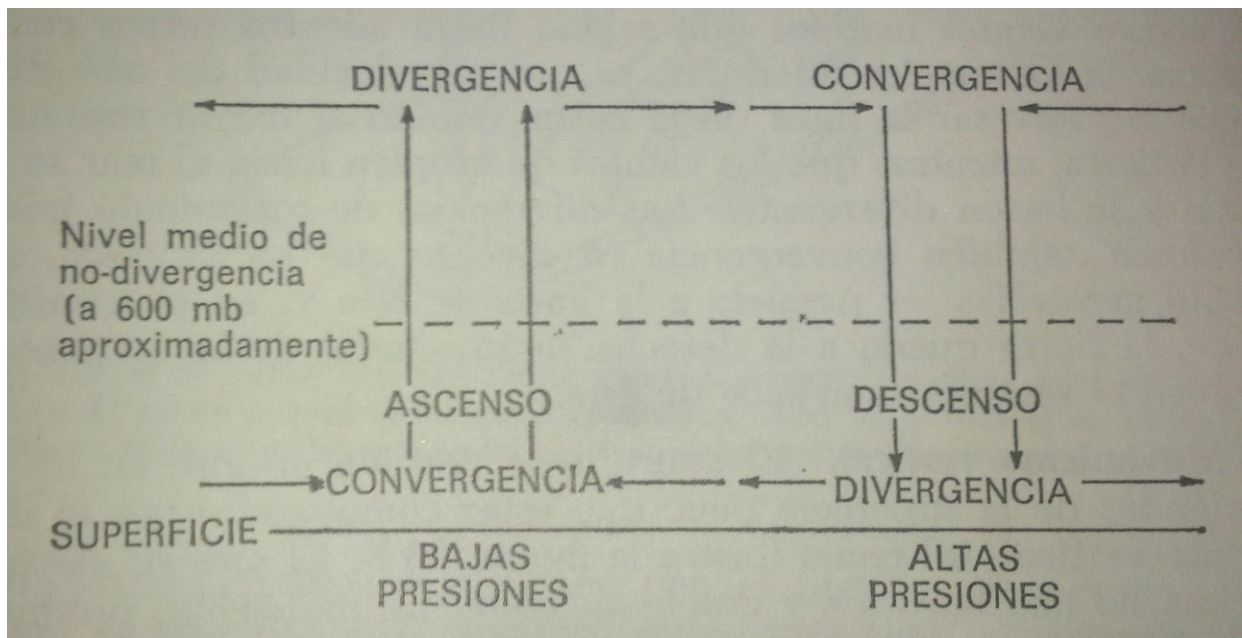 DIVERGENCIA
CONVERGENCIA
Nivel medio de
no-divergencia
(a 600 mb
aproximadamente)
ASCENSO
DESCENSO
CONVERGENCIA
DIVERGENCIA
SUPERFICIE
BAJAS
PRESIONES
ALTAS
PRESIONES